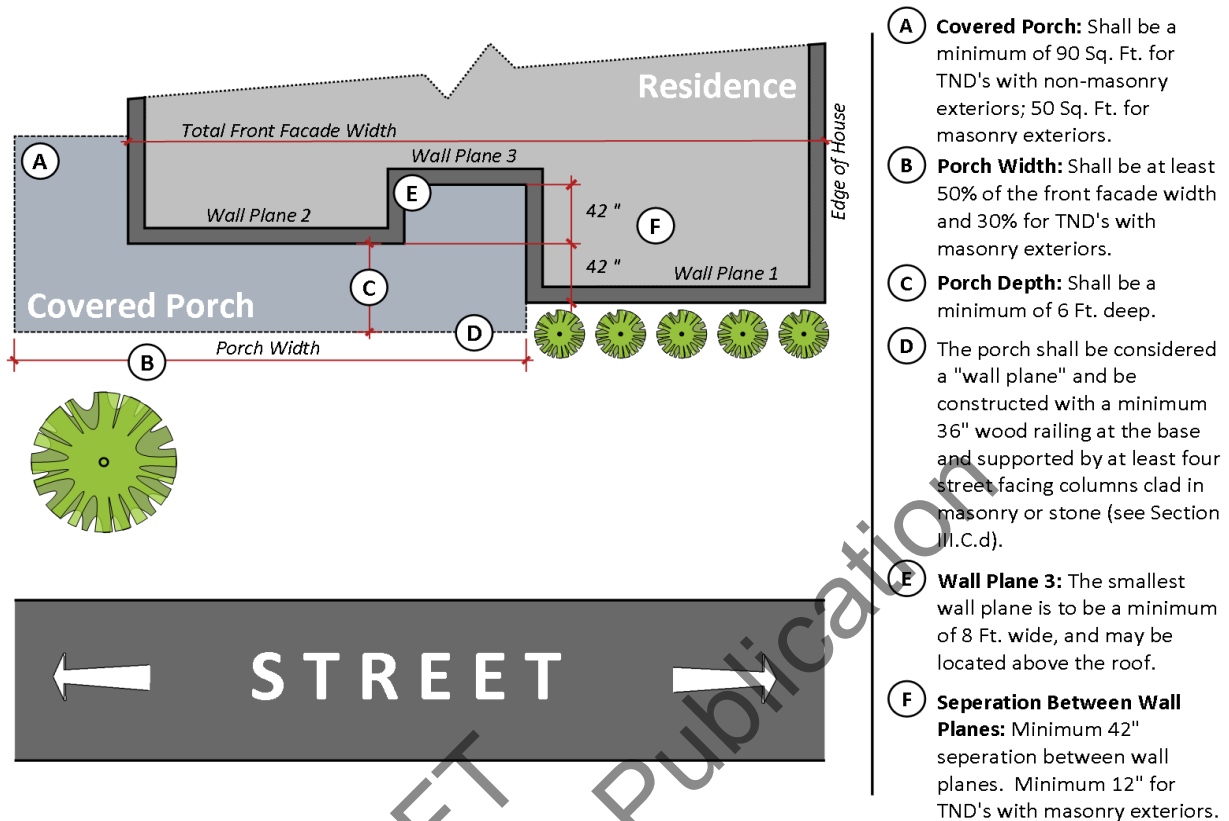 Residence
Total Front Facade Width
A
Wall Plane 3
Edge of House
E
Wall Plane 2
42 "
F
42 "
Wall Plane 1
C
Covered Porch
D
Porch Width
B
STREET
A
Covered Porch: Shall be a
minimum of 90 Sq. Ft. for
TND's with non-masonry
exteriors; 50 Sq. Ft. for
masonry exteriors.
B
Porch Width: Shall be at least
50% of the front facade width
and 30% for TND's with
masonry exteriors.
C
Porch Depth: Shall be a
minimum of 6 Ft. deep.
D
The porch shall be considered
a "wall plane" and be
constructed with a minimum
36" wood railing at the base
and supported by at least four
street facing columns clad in
masonry or stone (see Section
III.C.d).
E
Wall Plane 3: The smallest
wall plane is to be a minimum
of 8 Ft. wide, and may be
located above the roof.
F
Seperation Between Wall
Planes: Minimum 42"
seperation between wall
planes. Minimum 12" for
TND's with masonry exteriors.
Publication